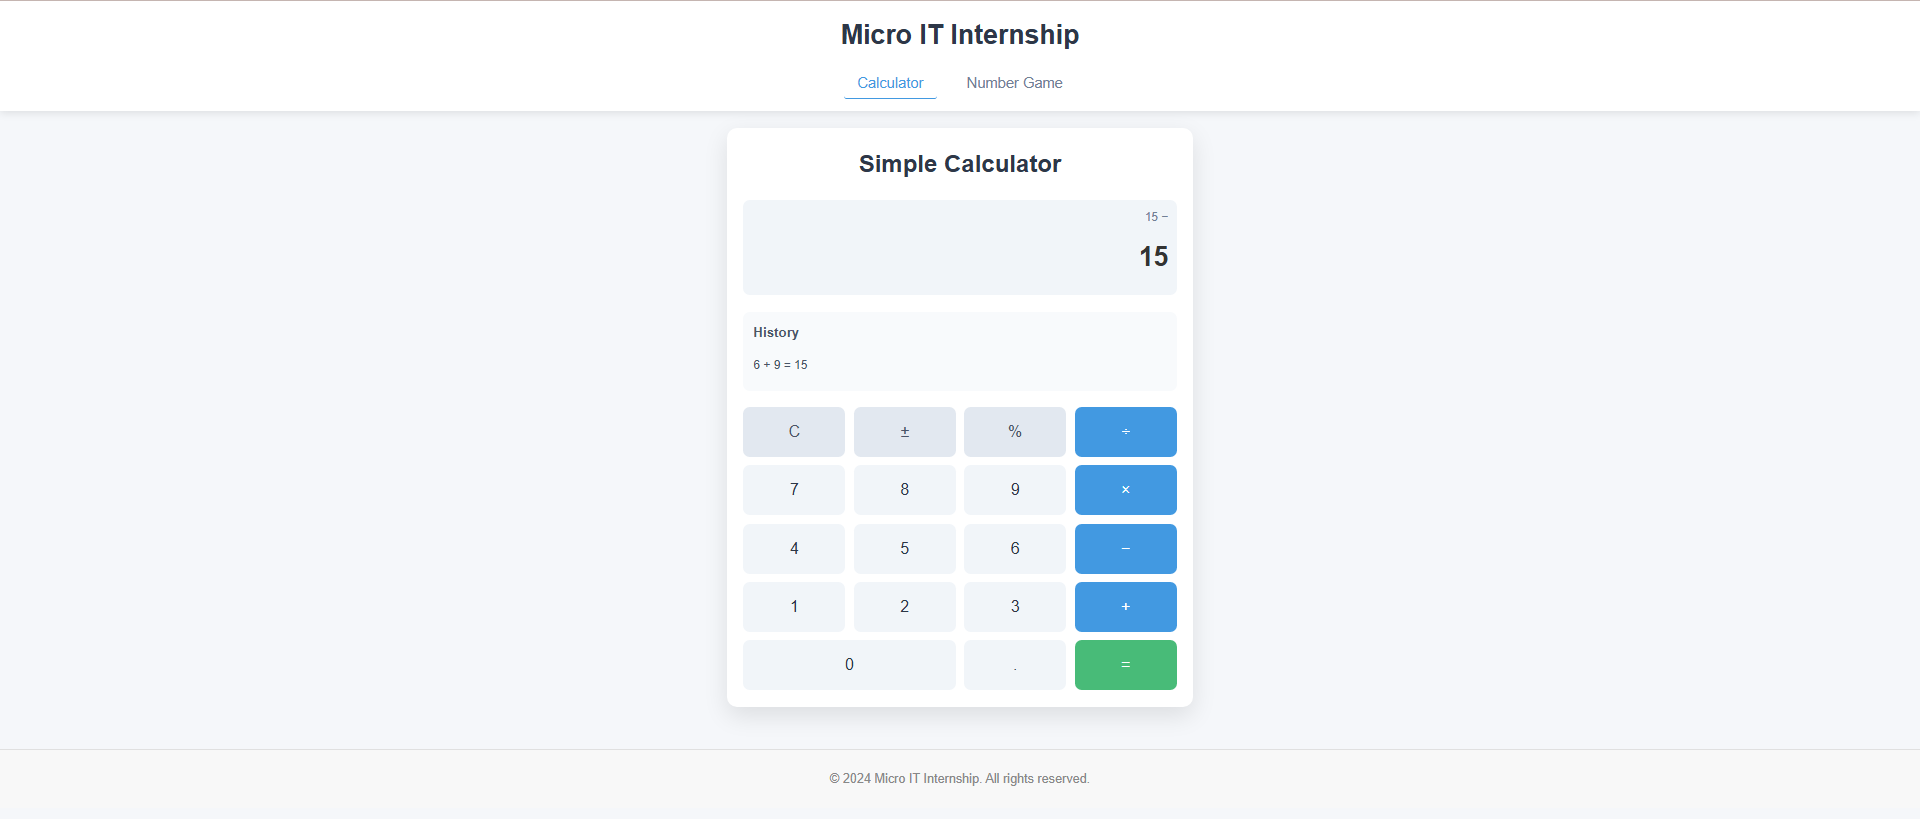 Micro IT Internship
Calculator Number Game
Simple Calculator
15 −
15
History
6 + 9 = 15
C ± % ÷
7 8 9 ×
4 5 6 −
1 2 3 +
0 . =
© 2024 Micro IT Internship. All rights reserved.